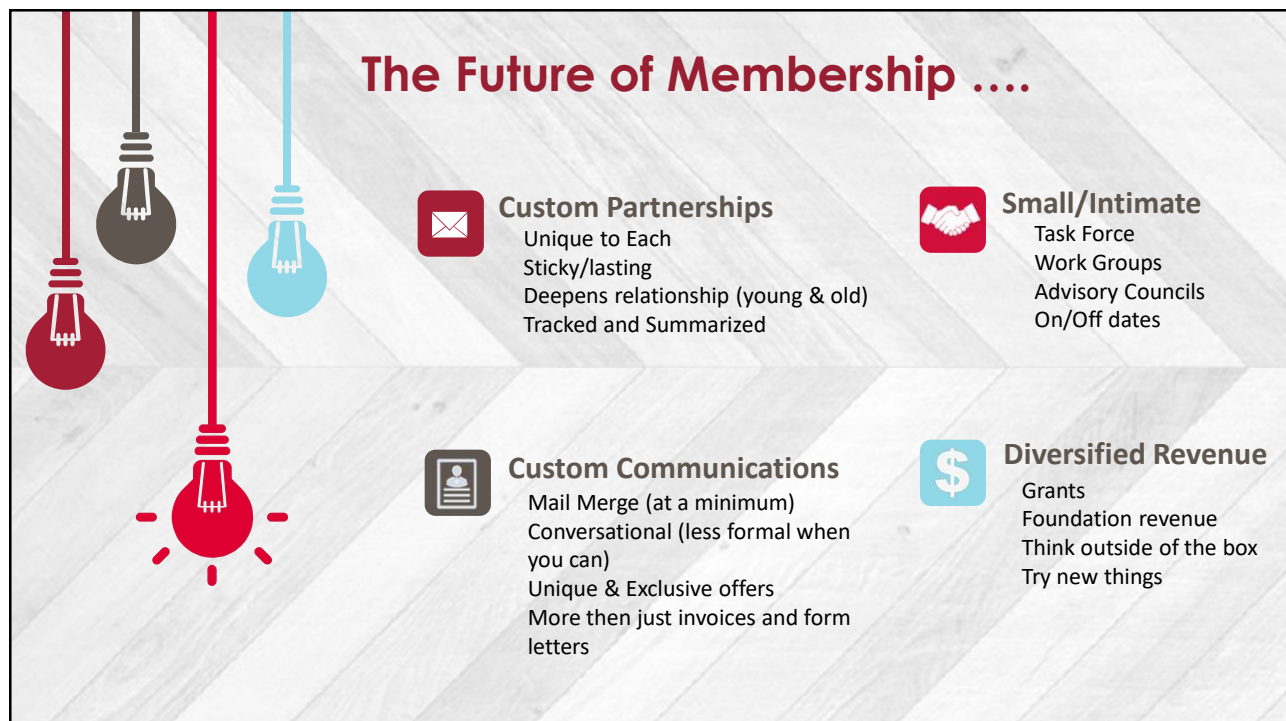 The Future of Membership ....
Custom Partnerships
Unique to Each
Sticky/lasting
Deepens relationship (young & old)
Tracked and Summarized
Small/Intimate
Task Force
Work Groups
Advisory Councils
On/Off dates
Custom Communications
Mail Merge (at a minimum)
Conversational (less formal when
you can)
Unique & Exclusive offers
More then just invoices and form
letters
$
Diversified Revenue
Grants
Foundation revenue
Think outside of the box
Try new things